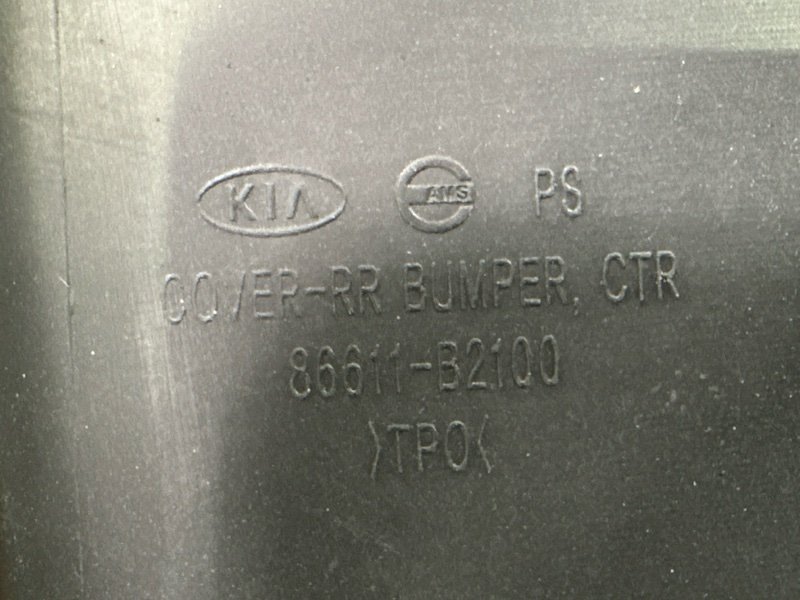 KIA AMS PS
COVER-RR BUMPER, CTR
86611-B2100
>TPO<